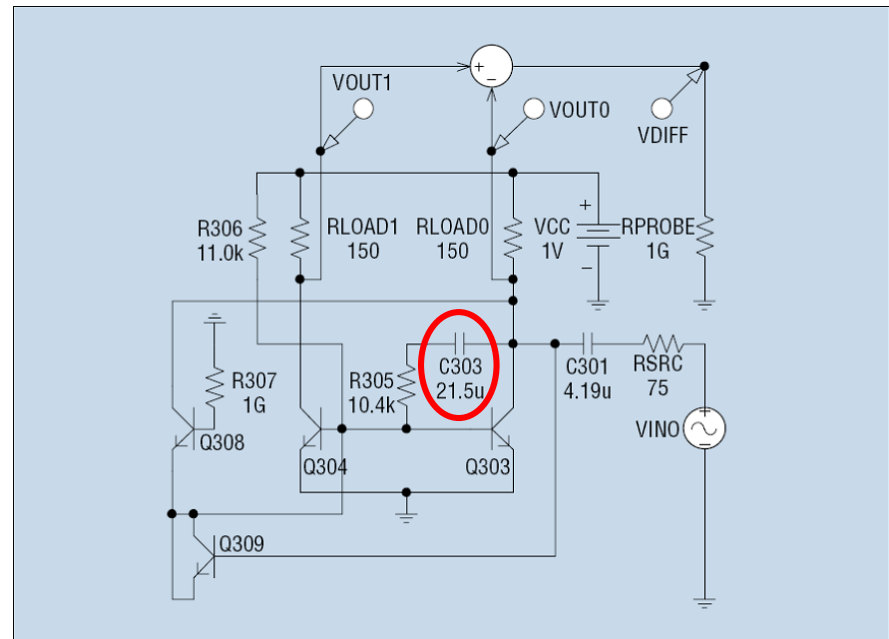 VOUT1
VOUT0
VDIFF
+
−
R306
11.0k
RLOAD1
150
RLOAD0
150
VCC
1V
+
−
RPROBE
1G
R307
1G
R305
10.4k
C303
21.5u
C301
4.19u
RSRC
75
Q308
Q304
Q303
VINO
+
−
Q309